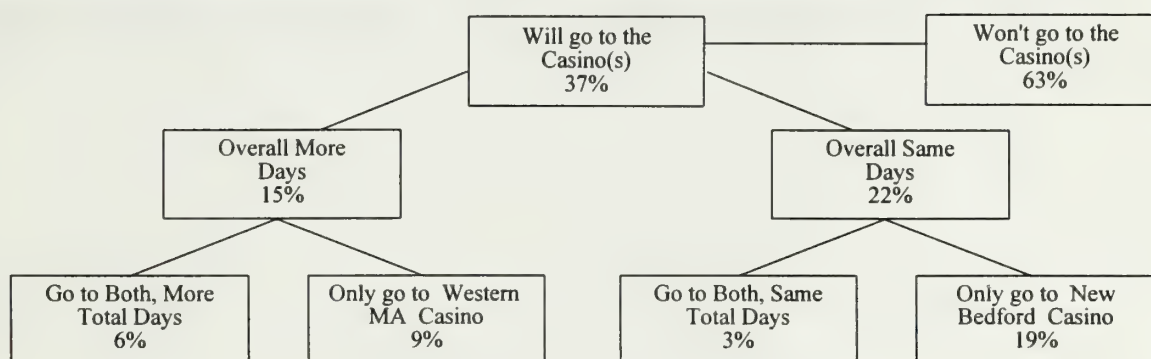 Will go to the
Casino(s)
37%
Won't go to the
Casino(s)
63%
Overall More
Days
15%
Overall Same
Days
22%
Go to Both, More
Total Days
6%
Only go to Western
MA Casino
9%
Go to Both, Same
Total Days
3%
Only go to New
Bedford Casino
19%